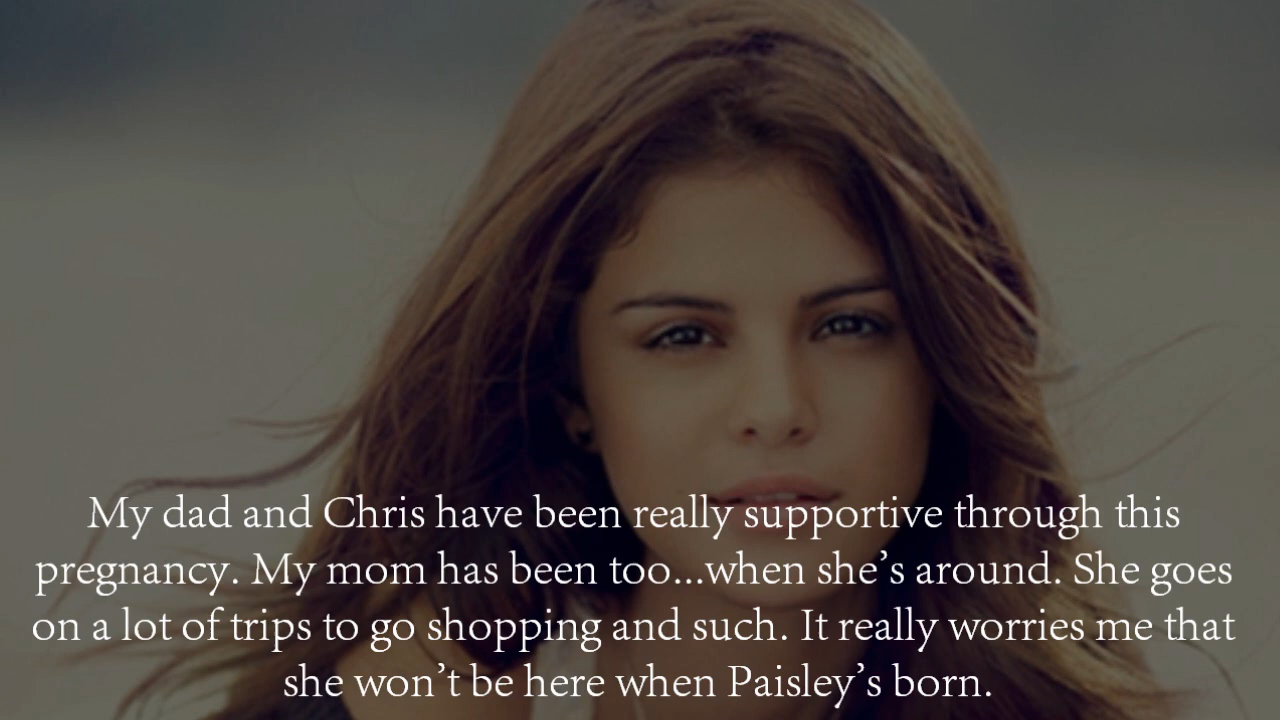 My dad and Chris have been really supportive through this
pregnancy. My mom has been too...when she's around. She goes
on a lot of trips to go shopping and such. It really worries me that
she won't be here when Paisley's born.